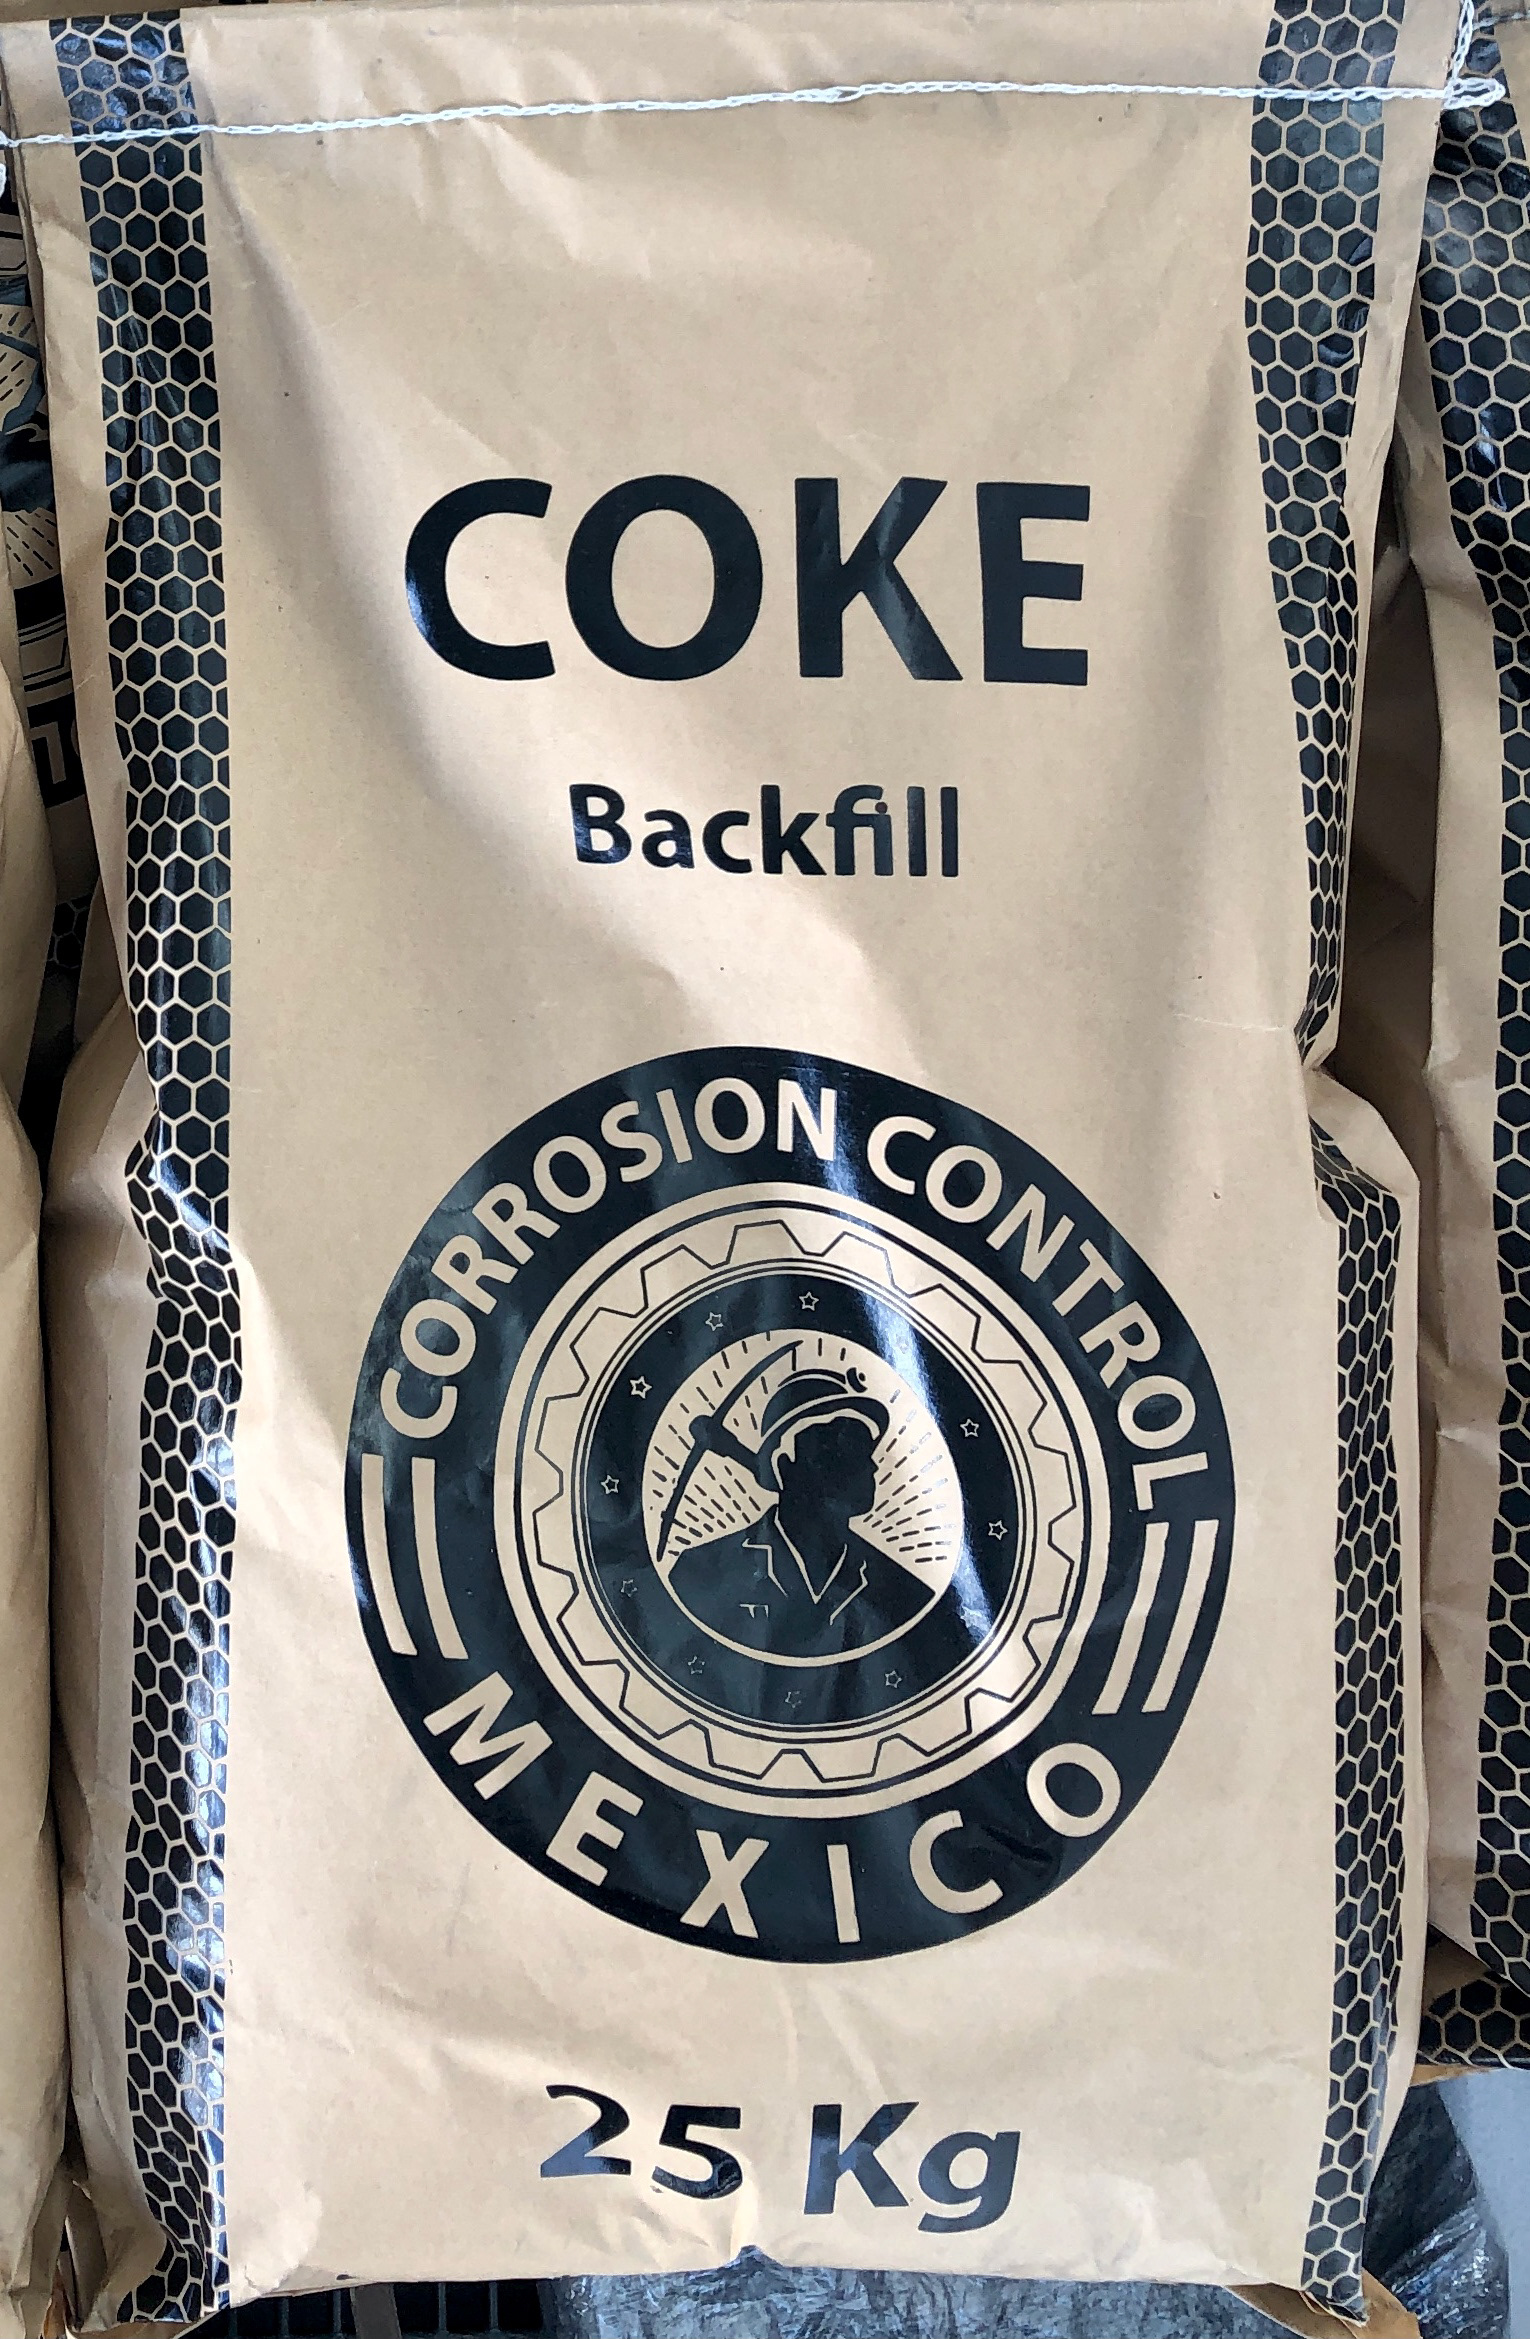 COKE
Backfill
CORROSION CONTROL
MEXICO
25 Kg